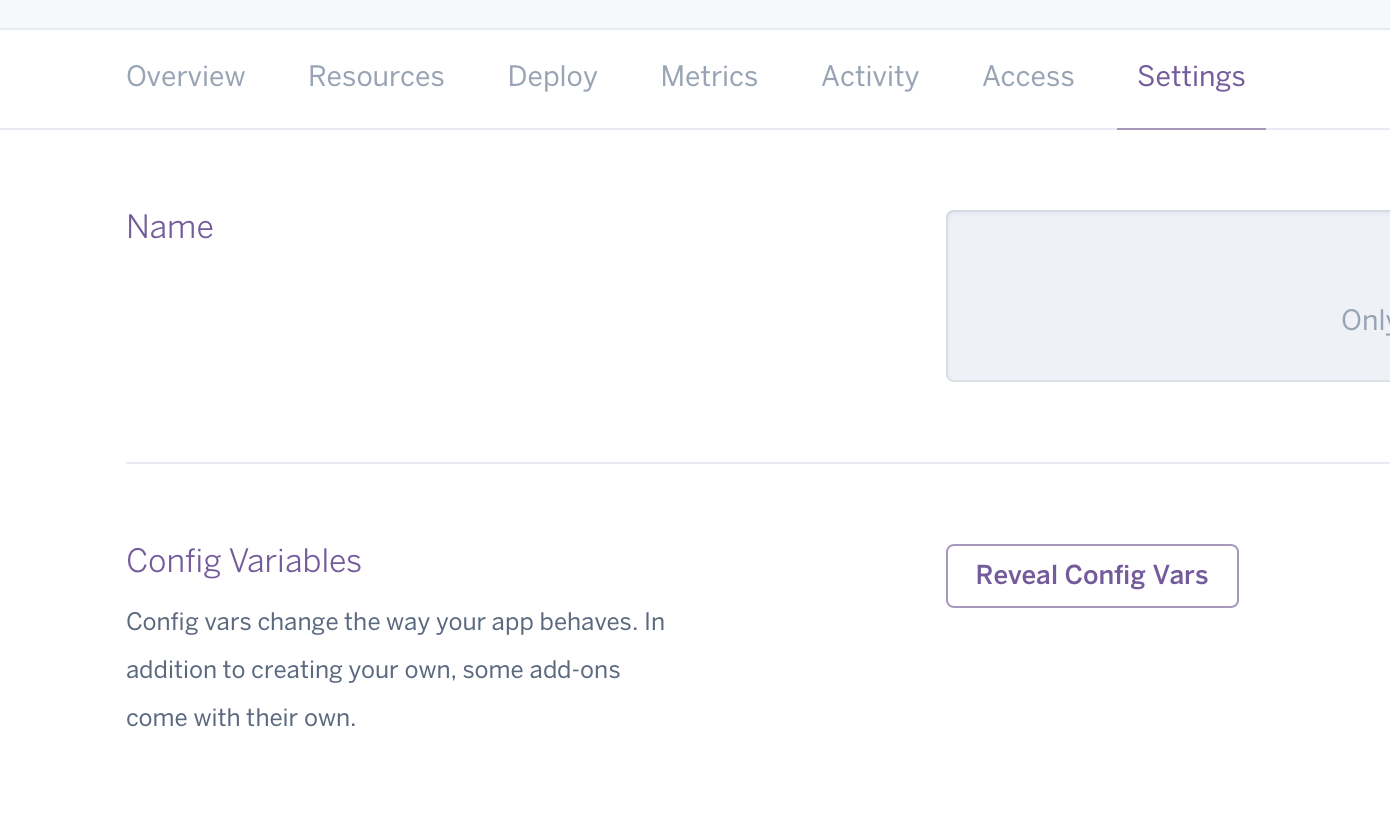 Overview Resources Deploy Metrics Activity Access Settings
Name
Only
Config Variables
Reveal Config Vars
Config vars change the way your app behaves. In
addition to creating your own, some add-ons
come with their own.